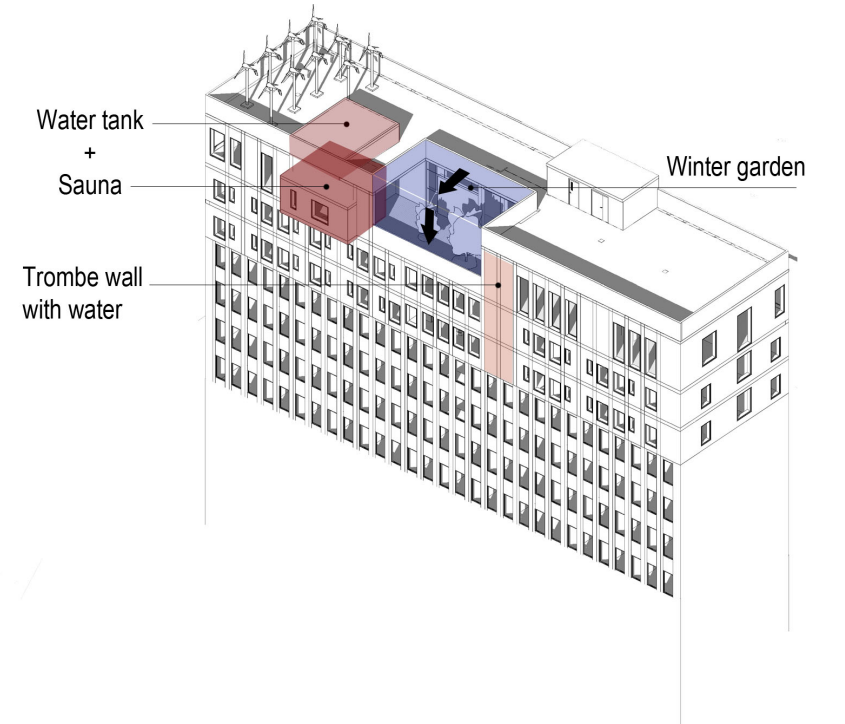 Water tank
+
Sauna
Winter garden
Trombe wall
with water